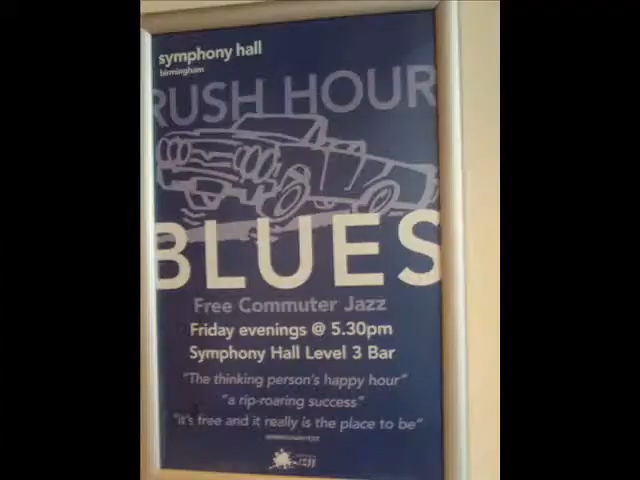 symphony hall
birmingham
RUSH HOUR
BLUES
Free Commuter Jazz
Friday evenings @ 5.30pm
Symphony Hall Level 3 Bar
"The thinking person's happy hour"
"a rip-roaring success"
"it's free and it really is the place to be"